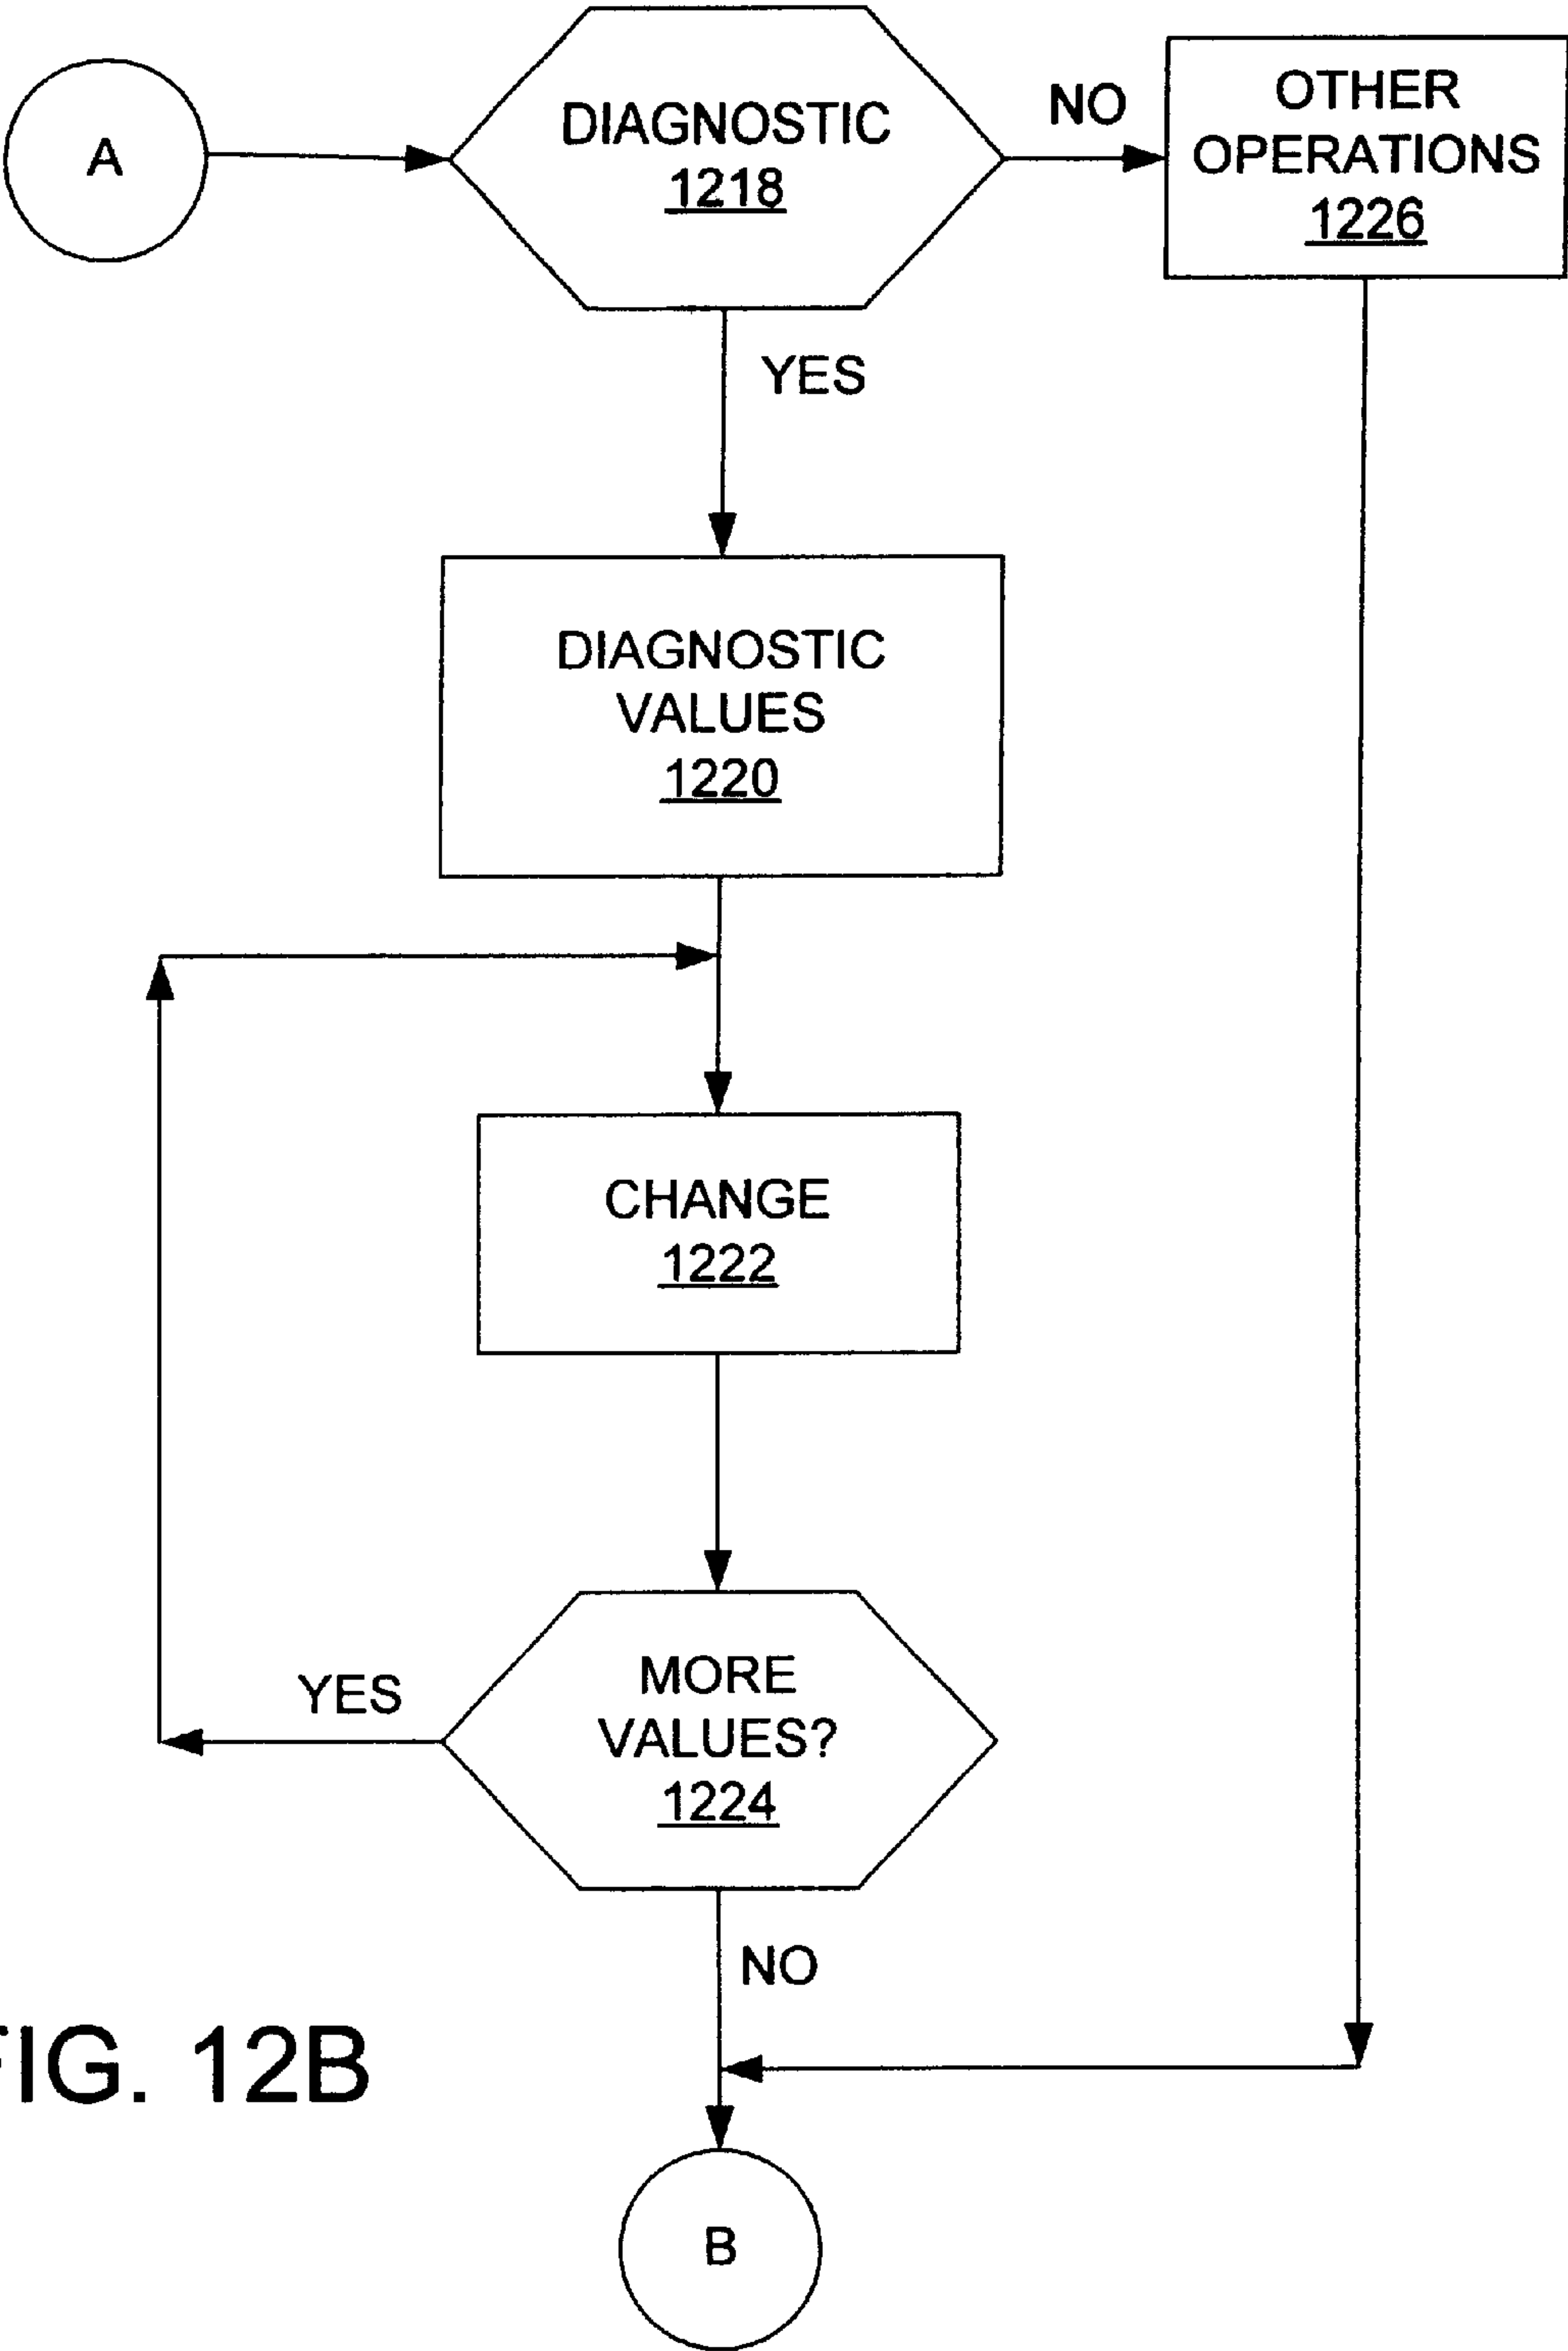 A
DIAGNOSTIC
1218
NO
OTHER
OPERATIONS
1226
YES
DIAGNOSTIC
VALUES
1220
CHANGE
1222
YES
MORE
VALUES?
1224
NO
FIG. 12B
B